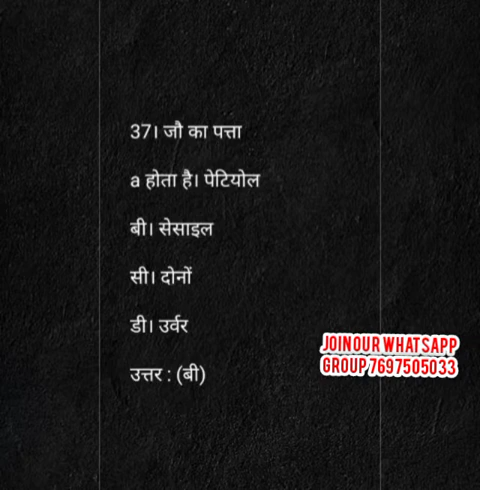 37। जौ का पत्ता
a होता है। पेटियोल
बी। सेसाइल
सी। दोनों
डी। उर्वर
उत्तर : (बी)
JOIN OUR WHATSAPP
GROUP 7697505033